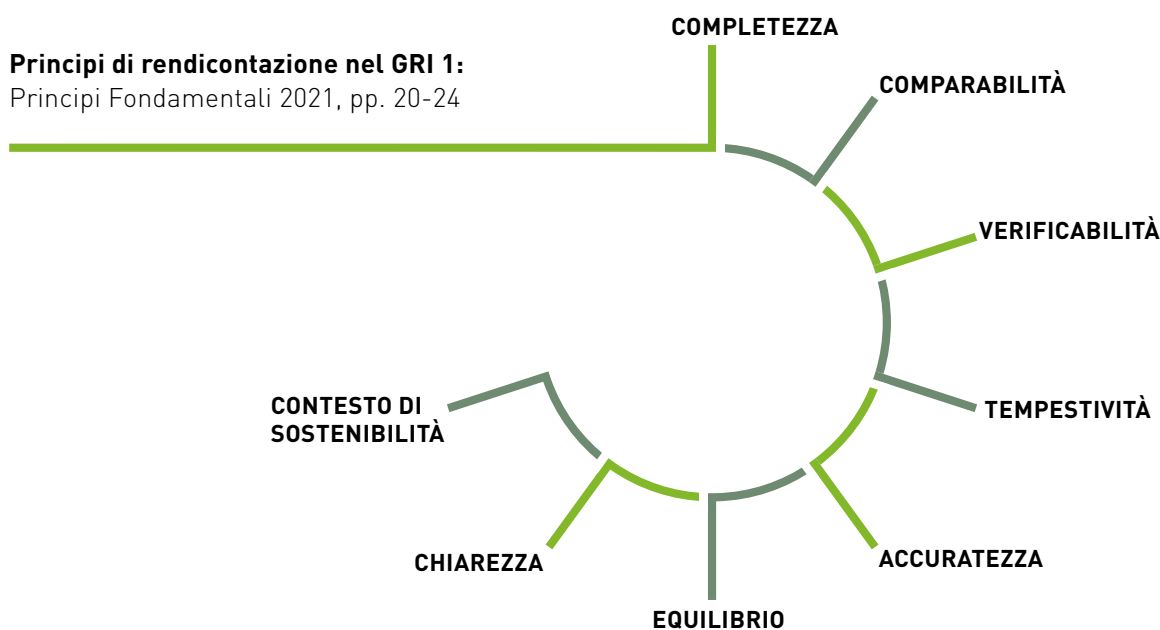 Principi di rendicontazione nel GRI 1:
Principi Fondamentali 2021, pp. 20-24
COMPLETEZZA
COMPARABILITÀ
VERIFICABILITÀ
TEMPESTIVITÀ
ACCURATEZZA
EQUILIBRIO
CHIAREZZA
CONTESTO DI
SOSTENIBILITÀ